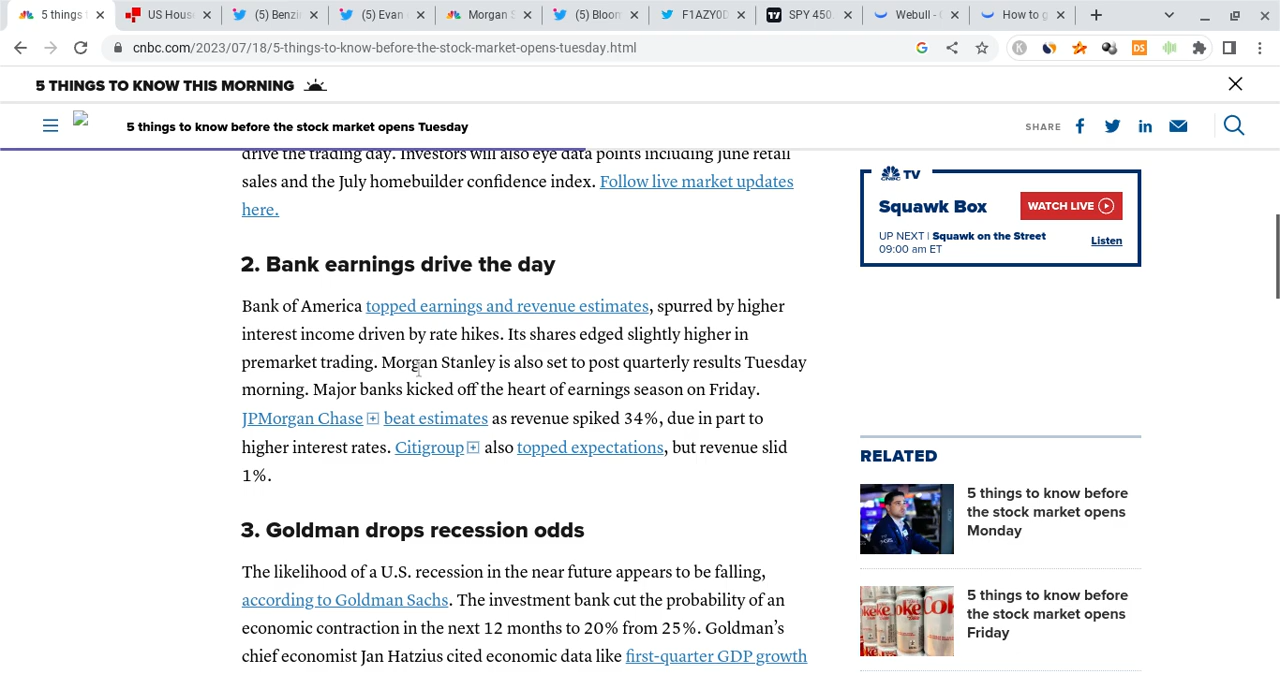 5 things
US Hous
(5) Benzi
(5) Evan
Morgan S
(5) Bloom
F1AZY0D
SPY 450.
Webull -
How to g
cnbc.com/2023/07/18/5-things-to-know-before-the-stock-market-opens-tuesday.html
5 THINGS TO KNOW THIS MORNING
5 things to know before the stock market opens Tuesday
SHARE
drive the trading day. Investors will also eye data points including June retail
sales and the July homebuilder confidence index. Follow live market updates
here.
2. Bank earnings drive the day
Bank of America topped earnings and revenue estimates, spurred by higher
interest income driven by rate hikes. Its shares edged slightly higher in
premarket trading. Morgan Stanley is also set to post quarterly results Tuesday
morning. Major banks kicked off the heart of earnings season on Friday.
JPMorgan Chase beat estimates as revenue spiked 34%, due in part to
higher interest rates. Citigroup also topped expectations, but revenue slid
1%.
3. Goldman drops recession odds
The likelihood of a U.S. recession in the near future appears to be falling,
according to Goldman Sachs. The investment bank cut the probability of an
economic contraction in the next 12 months to 20% from 25%. Goldman's
chief economist Jan Hatzius cited economic data like first-quarter GDP growth
TV
Squawk Box
WATCH LIVE
UP NEXT | Squawk on the Street
09:00 am ET
Listen
RELATED
5 things to know before
the stock market opens
Monday
5 things to know before
the stock market opens
Friday